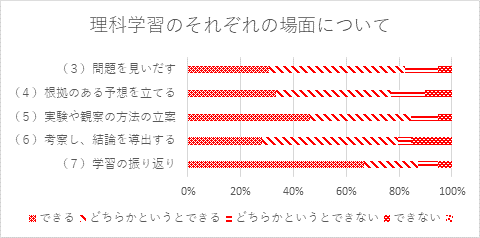 理科学習のそれぞれの場面について
（３）問題を見いだす
（４）根拠のある予想を立てる
（５）実験や観察の方法の立案
（６）考察し、結論を導出する
（７）学習の振り返り
0% 20% 40% 60% 80% 100%
できる どちらかというとできる どちらかというとできない できない